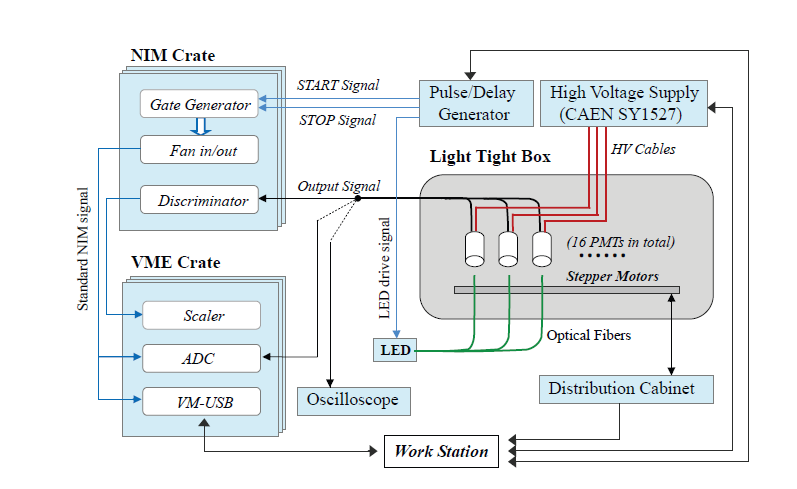 NIM Crate
START Signal
Gate Generator
STOP Signal
Fan in/out
Discriminator
Output Signal
Pulse/Delay
Generator
High Voltage Supply
(CAEN SY1527)
HV Cables
Light Tight Box
(16 PMTs in total)
Stepper Motors
Standard NIM signal
LED drive signal
VME Crate
Scaler
ADC
VM-USB
LED
Optical Fibers
Oscilloscope
Distribution Cabinet
Work Station